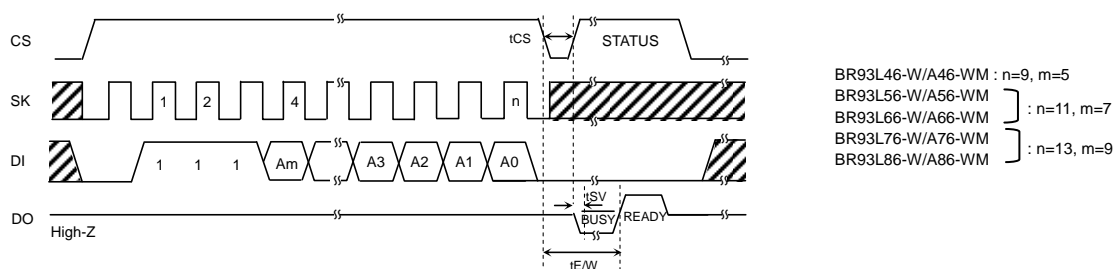 CS
tCS
STATUS
SK
1 2 4 n
DI
1 1 1 Am A3 A2 A1 A0
tSV
DO
BUSY READY
High-Z
tE/W
BR93L46-W/A46-WM : n=9, m=5
BR93L56-W/A56-WM
BR93L66-W/A66-WM
: n=11, m=7
BR93L76-W/A76-WM
BR93L86-W/A86-WM
: n=13, m=9